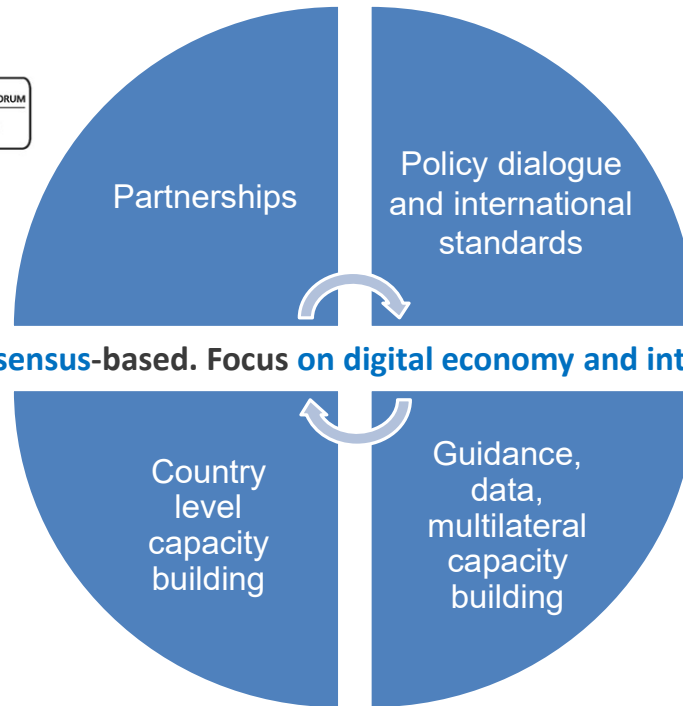 ORUM
Partnerships
Policy dialogue
and international
standards
sensus-based. Focus on digital economy and int
Country
level
capacity
building
Guidance,
data,
multilateral
capacity
building